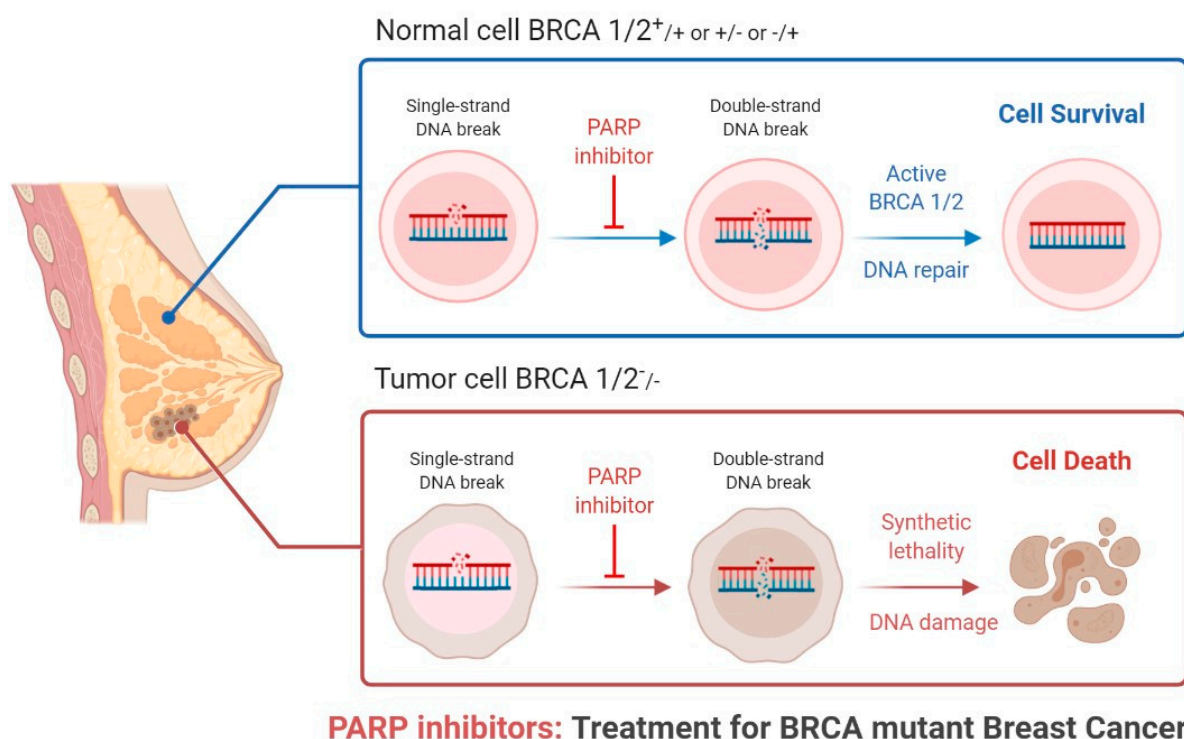 Normal cell BRCA 1/2⁺/+ or +/- or -/+
Single-strand
DNA break
PARP
inhibitor
Double-strand
DNA break
Active
BRCA 1/2
DNA repair
Cell Survival
Tumor cell BRCA 1/2⁻/-
Single-strand
DNA break
PARP
inhibitor
Double-strand
DNA break
Synthetic
lethality
DNA damage
Cell Death
PARP inhibitors: Treatment for BRCA mutant Breast Cancer